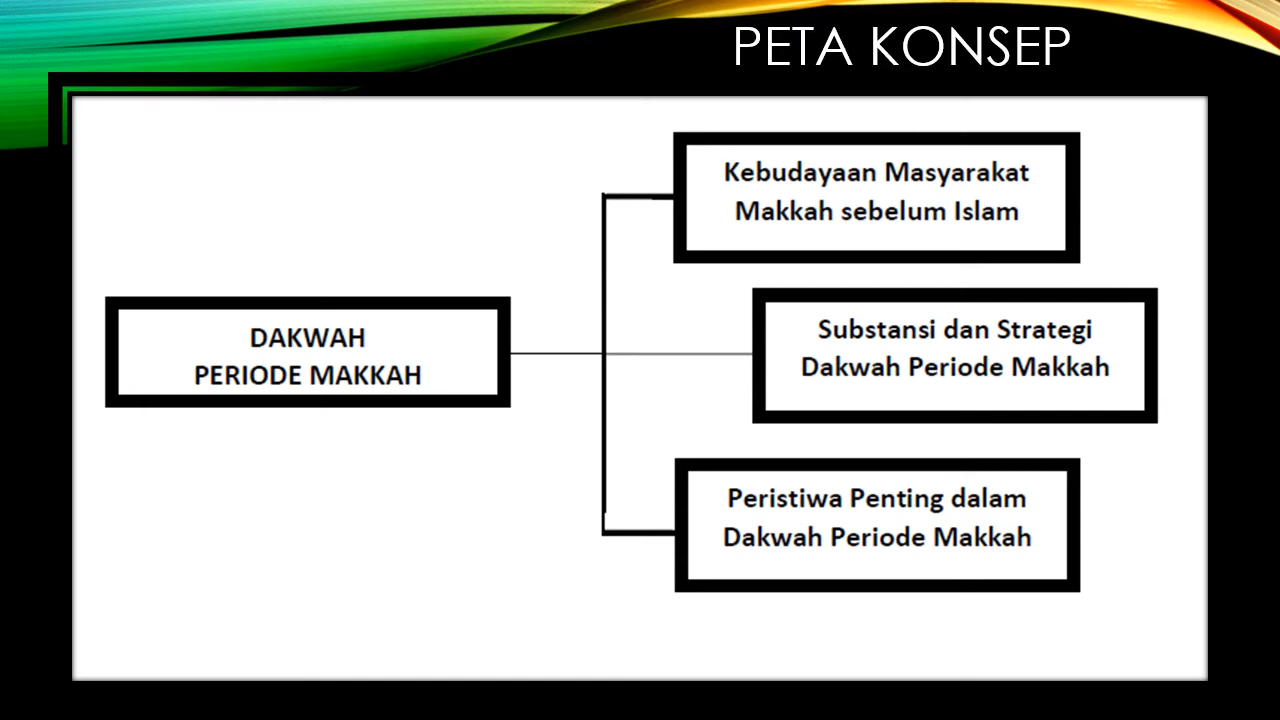 PETA KONSEP
Kebudayaan Masyarakat
Makkah sebelum Islam
DAKWAH
PERIODE MAKKAH
Substansi dan Strategi
Dakwah Periode Makkah
Peristiwa Penting dalam
Dakwah Periode Makkah